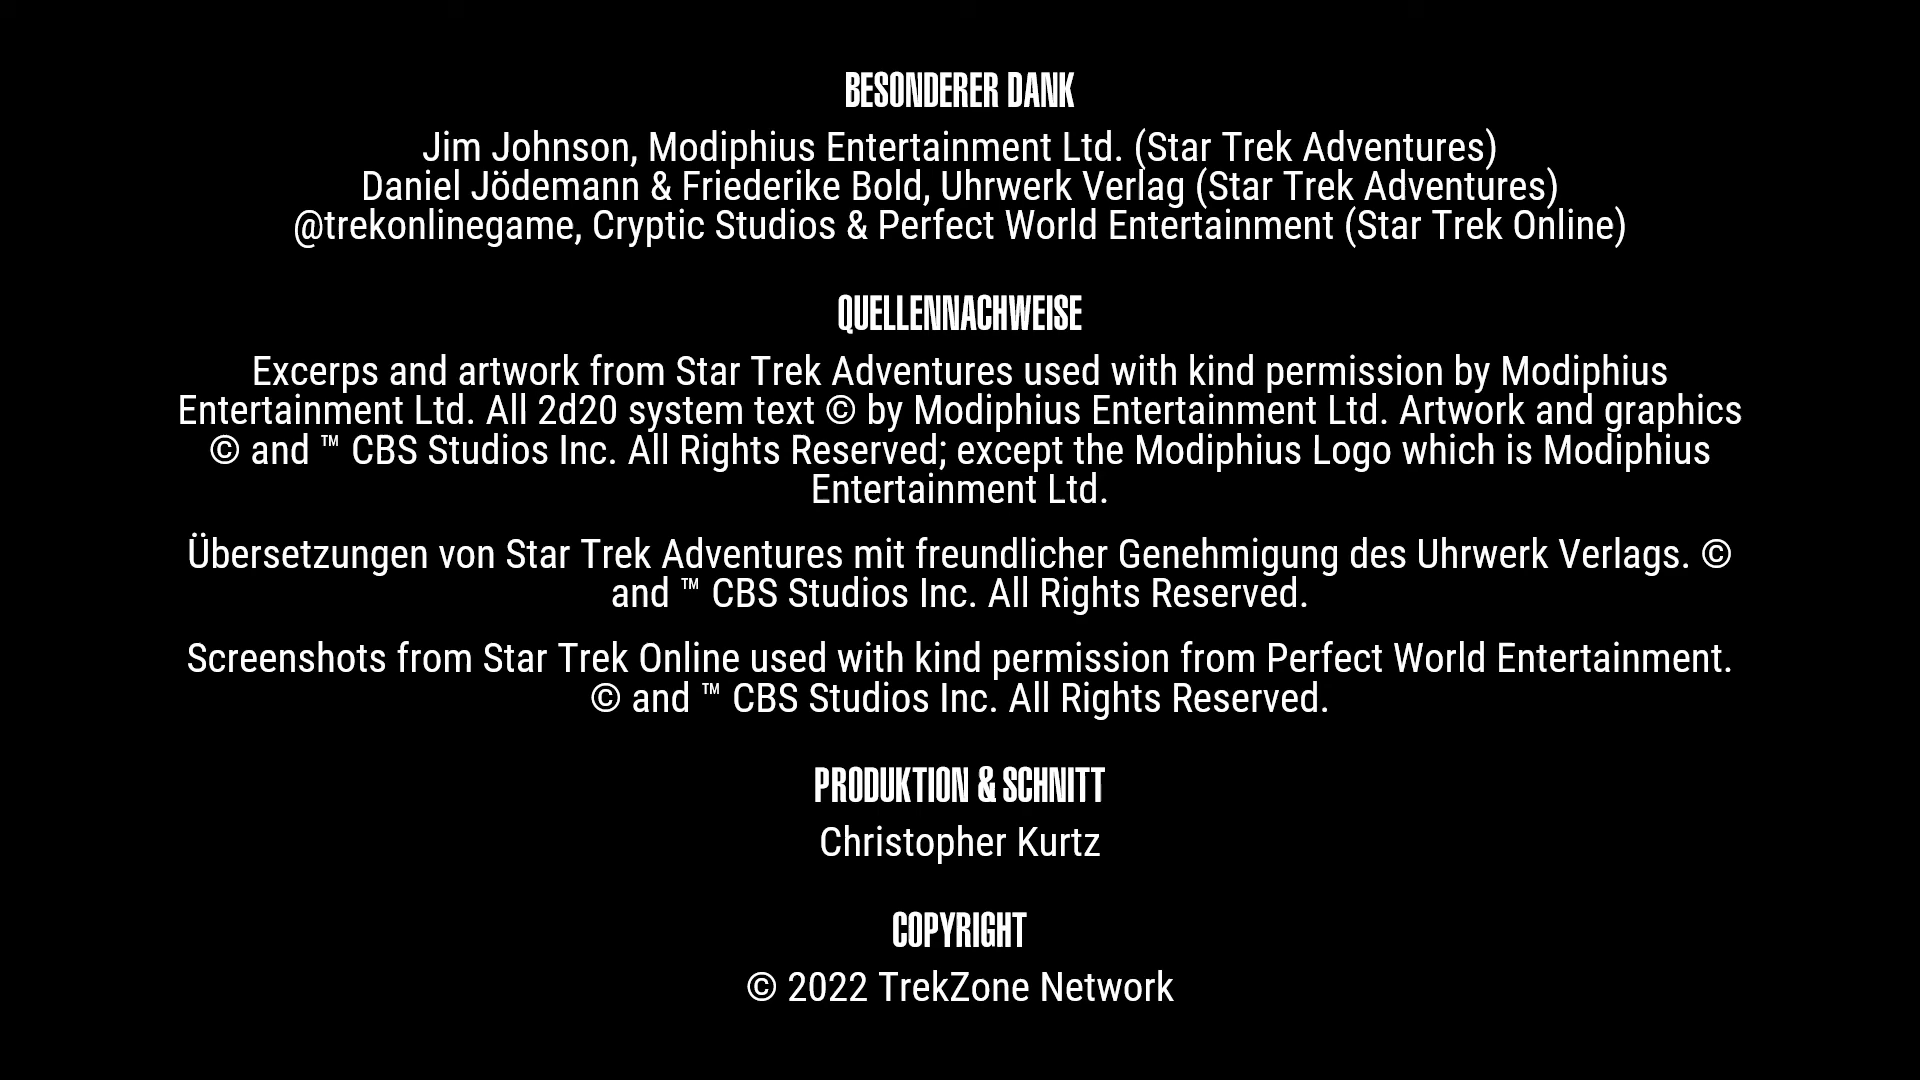 BESONDERER DANK
Jim Johnson, Modiphius Entertainment Ltd. (Star Trek Adventures)
Daniel Jödemann & Friederike Bold, Uhrwerk Verlag (Star Trek Adventures)
@trekonlinegame, Cryptic Studios & Perfect World Entertainment (Star Trek Online)
QUELLENNACHWEISE
Excerps and artwork from Star Trek Adventures used with kind permission by Modiphius
Entertainment Ltd. All 2d20 system text © by Modiphius Entertainment Ltd. Artwork and graphics
© and ™ CBS Studios Inc. All Rights Reserved; except the Modiphius Logo which is Modiphius
Entertainment Ltd.
Übersetzungen von Star Trek Adventures mit freundlicher Genehmigung des Uhrwerk Verlags. ©
and ™ CBS Studios Inc. All Rights Reserved.
Screenshots from Star Trek Online used with kind permission from Perfect World Entertainment.
© and ™ CBS Studios Inc. All Rights Reserved.
PRODUKTION & SCHNITT
Christopher Kurtz
COPYRIGHT
© 2022 TrekZone Network